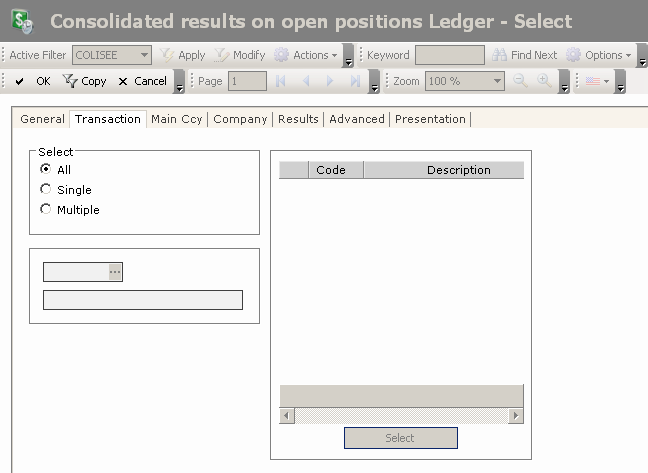 Consolidated results on open positions Ledger - Select
Active Filter COLISEE Apply Modify Actions Keyword Find Next Options
OK Copy Cancel Page 1 Zoom 100 %
General Transaction Main Ccy Company Results Advanced Presentation
Select
All
Single
Multiple
...
Code Description
Select